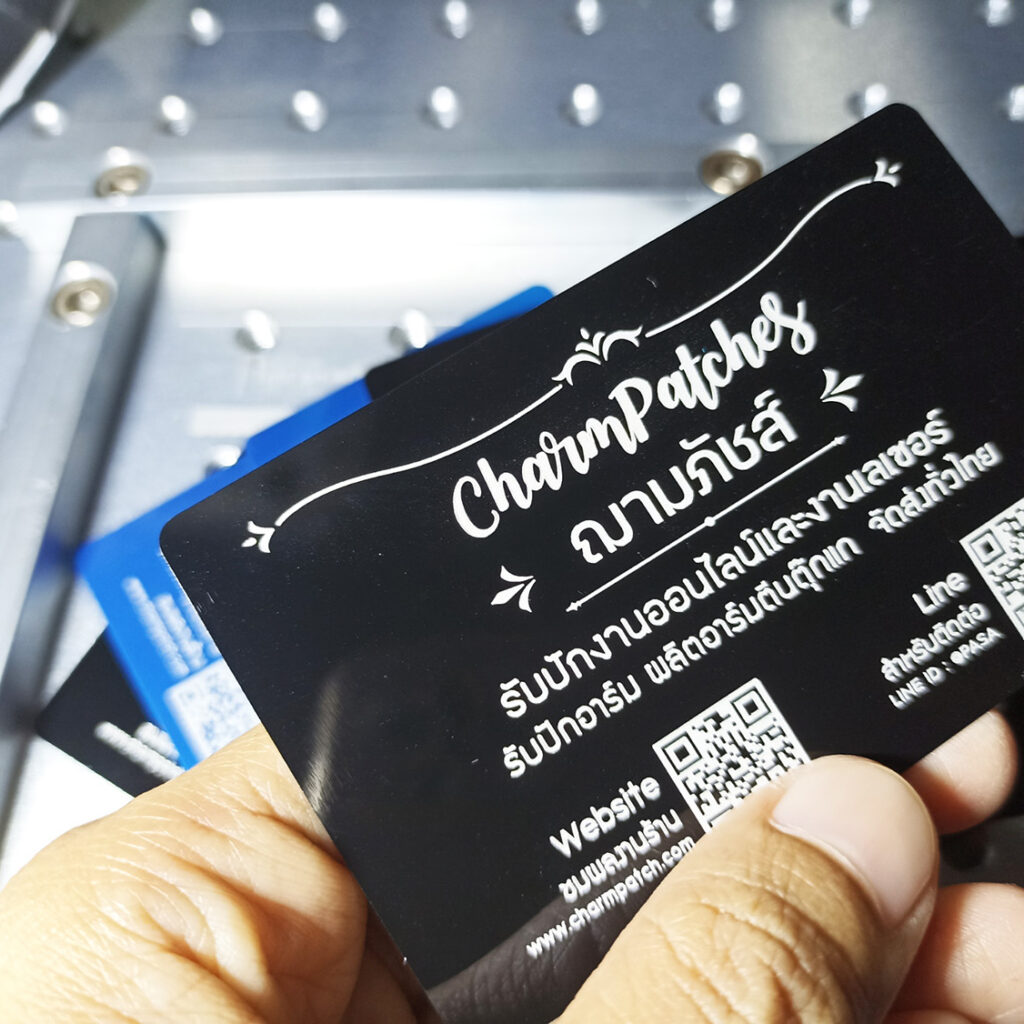 CharmPatches
ฌามภัชส์
รับปักงานออนไลน์และงานเลเซอร์
รับปักอาร์ม ผลิตอาร์มตีนตุ๊กแก จัดส่งทั่วไทย
Website
ชมผลงานร้าน
www.charmpatch.com
Line
สำหรับติดต่อ
LINE ID : @PASA